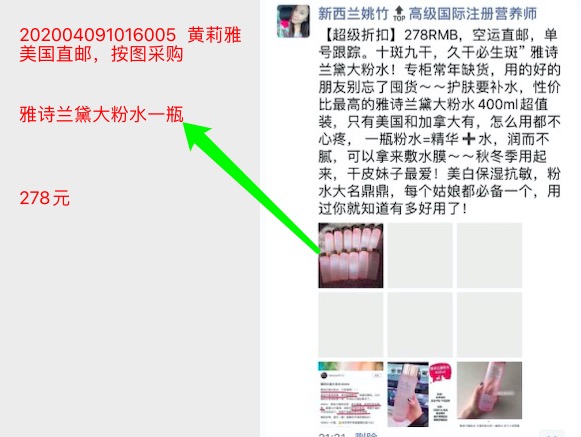 202004091016005 黄莉雅
美国直邮，按图采购
雅诗兰黛大粉水一瓶
278元
新西兰姚竹🔝高级国际注册营养师
【超级折扣】278RMB，空运直邮，单
号跟踪。十斑九干，久干必生斑”雅诗
兰黛大粉水！专柜常年缺货，用的好的
朋友别忘了囤货～～护肤要补水，性价
比最高的雅诗兰黛大粉水400ml超值
装，只有美国和加拿大有，怎么用都不
心疼， 一瓶粉水=精华➕水，润而不
腻，可以拿来敷水膜～～秋冬季用起
来，干皮妹子最爱！美白保湿抗敏，粉
水大名鼎鼎，每个姑娘都必备一个，用
过你就知道有多好用了！